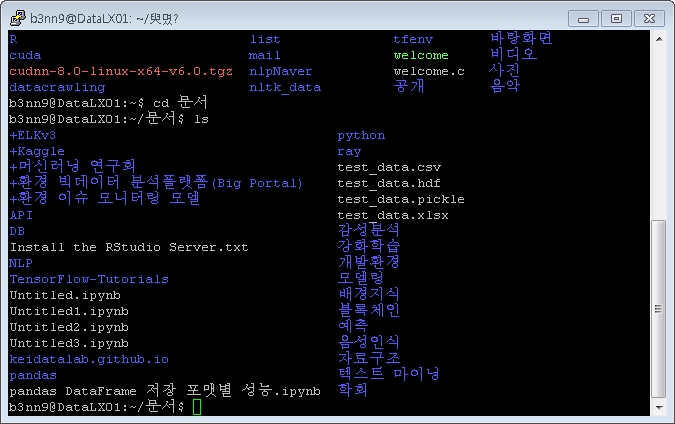 b3nn9@DataLX01: ~/臾몄?
R list tfenv 바탕화면
cuda mail welcome 비디오
cudnn-8.0-linux-x64-v6.0.tgz nlpNaver welcome.c 사진
datacrawling nltk_data 공개 음악
b3nn9@DataLX01:~$ cd 문서
b3nn9@DataLX01:~/문서$ ls
+ELKv3 python
+Kaggle ray
+머신러닝 연구회 test_data.csv
+환경 빅데이터 분석플랫폼(Big Portal) test_data.hdf
+환경 이슈 모니터링 모델 test_data.pickle
API test_data.xlsx
DB 감성분석
Install the RStudio Server.txt 강화학습
NLP 개발환경
TensorFlow-Tutorials 모델링
Untitled.ipynb 배경지식
Untitled1.ipynb 블록체인
Untitled2.ipynb 예측
Untitled3.ipynb 음성인식
keidatalab.github.io 자료구조
pandas 텍스트 마이닝
pandas DataFrame 저장 포맷별 성능.ipynb 학회
b3nn9@DataLX01:~/문서$